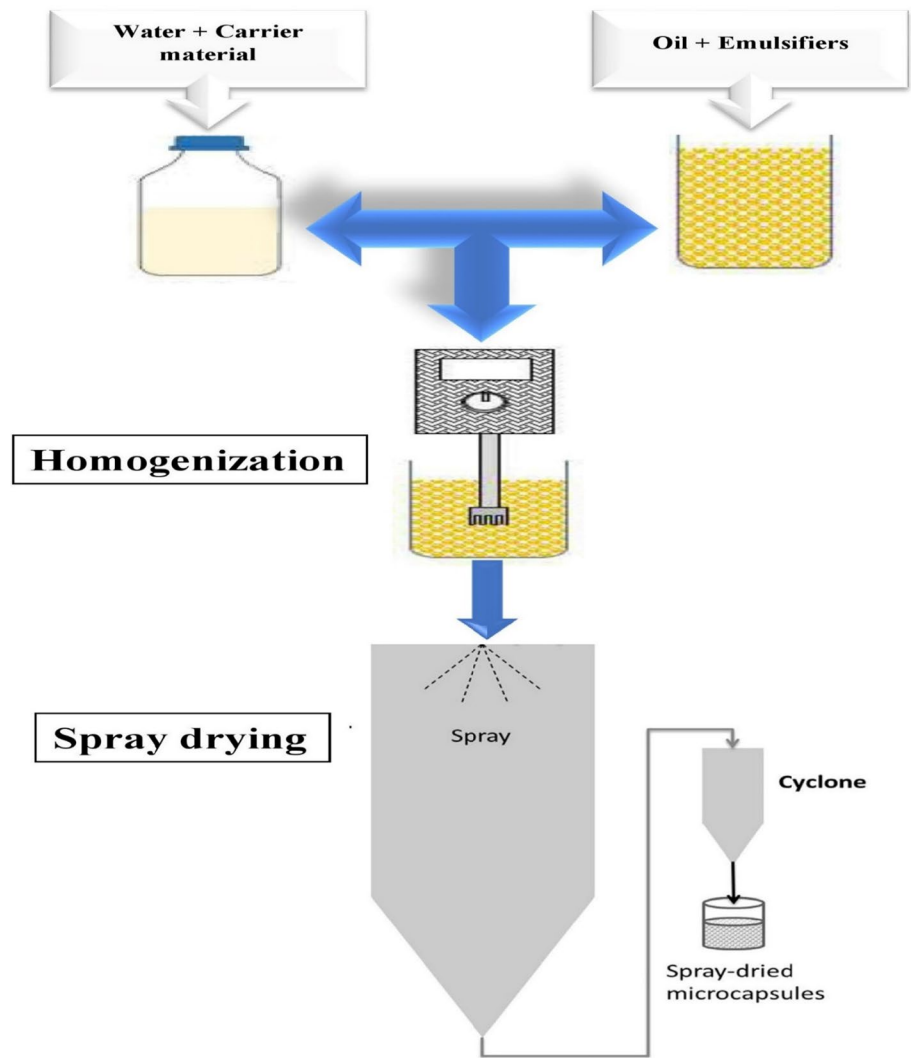 Water + Carrier
material
Oil + Emulsifiers
Homogenization
Spray drying
Spray
Cyclone
Spray-dried
microcapsules